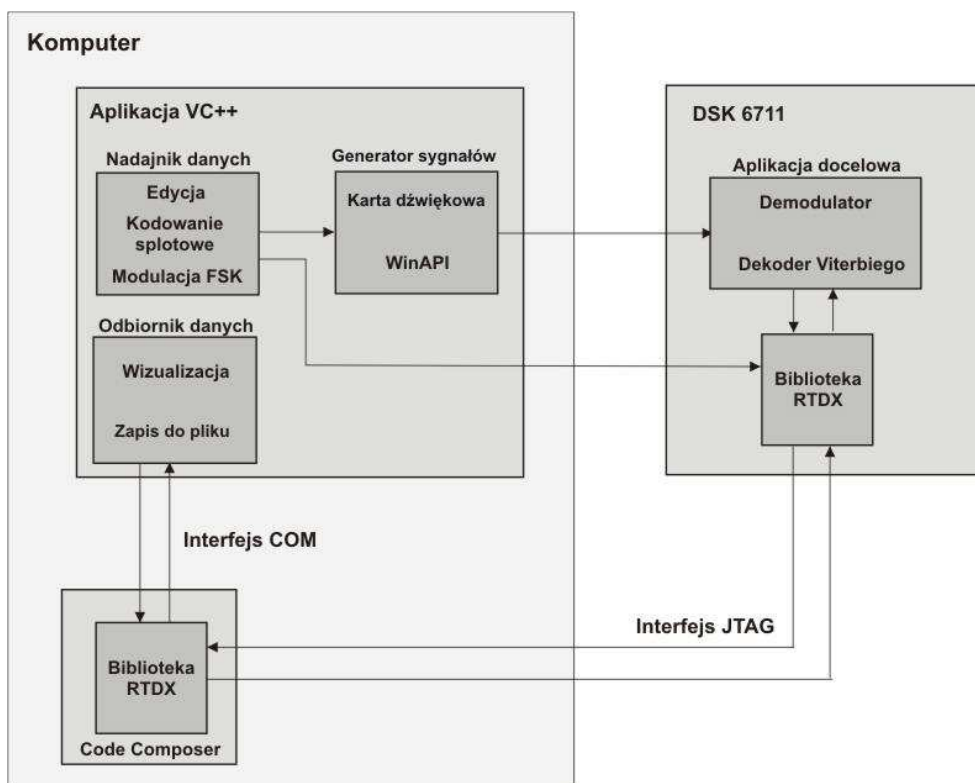 Komputer
Aplikacja VC++
Nadajnik danych
Edycja
Kodowanie
splotowe
Modulacja FSK
Generator sygnałów
Karta dźwiękowa
WinAPI
Odbiornik danych
Wizualizacja
Zapis do pliku
Interfejs COM
Biblioteka
RTDX
Code Composer
DSK 6711
Aplikacja docelowa
Demodulator
Dekoder Viterbiego
Biblioteka
RTDX
Interfejs JTAG